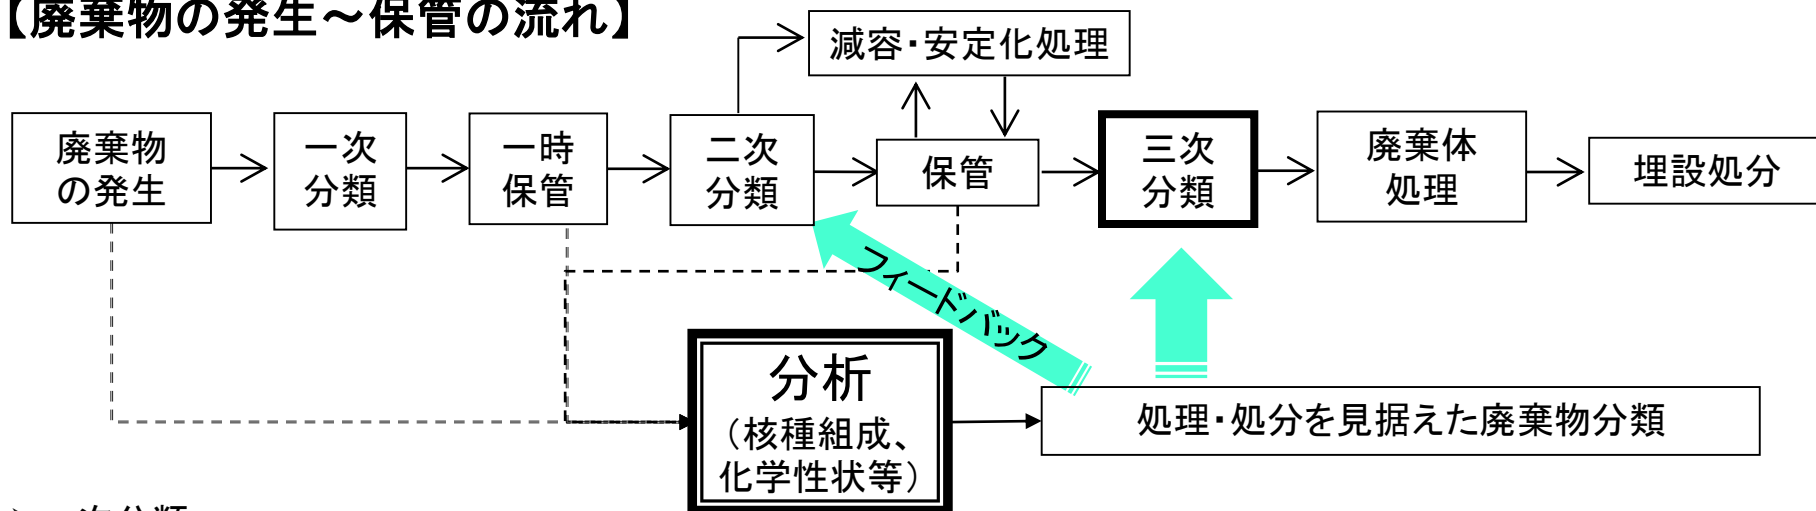 【廃棄物の発生～保管の流れ】
減容・安定化処理
廃棄物
の発生
一次
分類
一時
保管
二次
分類
保管
三次
分類
廃棄体
処理
埋設処分
フィードバック
分析
（核種組成、
化学性状等）
処理・処分を見据えた廃棄物分類